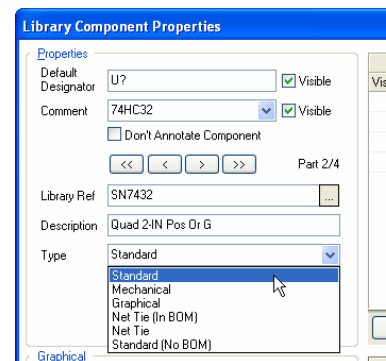 Library Component Properties
Properties
Default Designator U? Visible
Comment 74HC32 Visible
Don't Annotate Component
<< < > >> Part 2/4
Library Ref SN7432 ...
Description Quad 2-IN Pos Or G
Type Standard
Standard
Mechanical
Graphical
Net Tie (In BOM)
Net Tie
Standard (No BOM)
Graphical